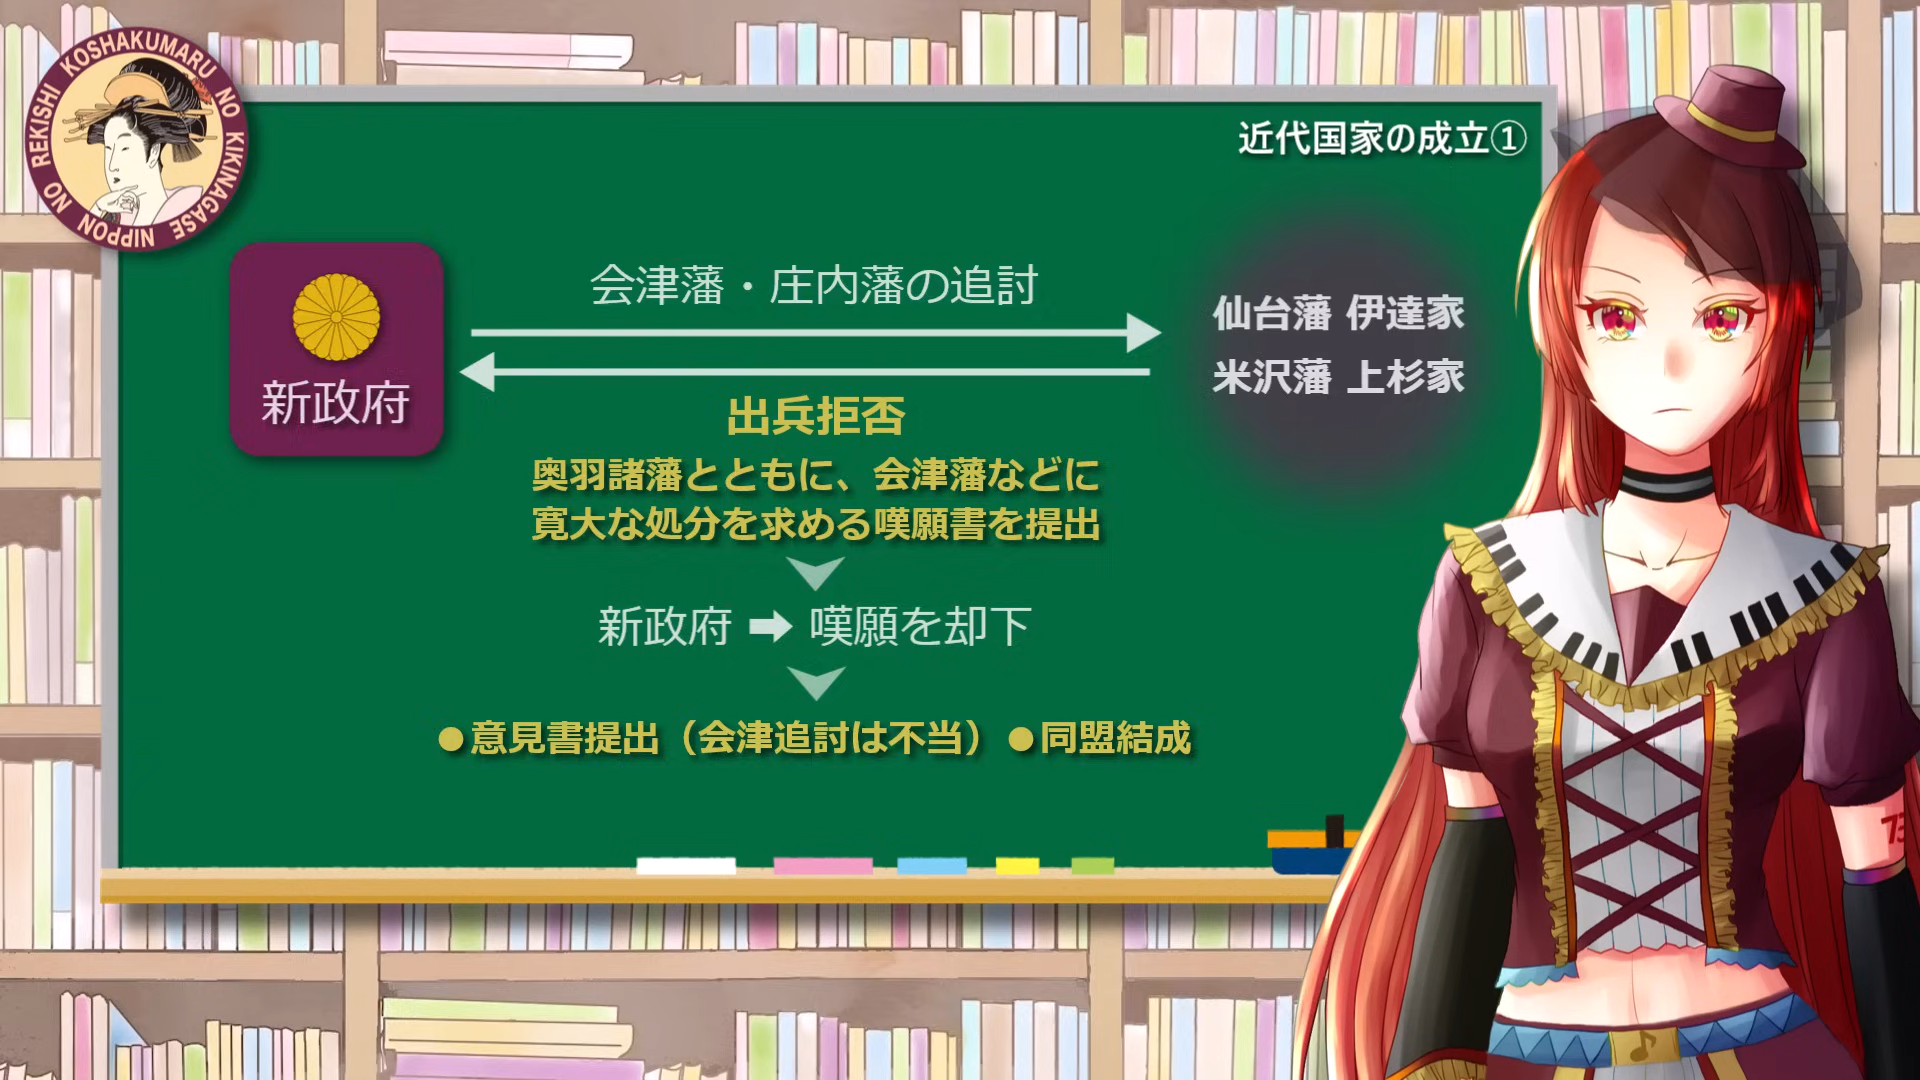 KOSHAKUMARU NO KIKINAGASE NIPPON NO REKISHI
近代国家の成立①
新政府
会津藩・庄内藩の追討
仙台藩 伊達家
米沢藩 上杉家
出兵拒否
奥羽諸藩とともに、会津藩などに
寛大な処分を求める嘆願書を提出
新政府 ➡ 嘆願を却下
●意見書提出（会津追討は不当）●同盟結成
73